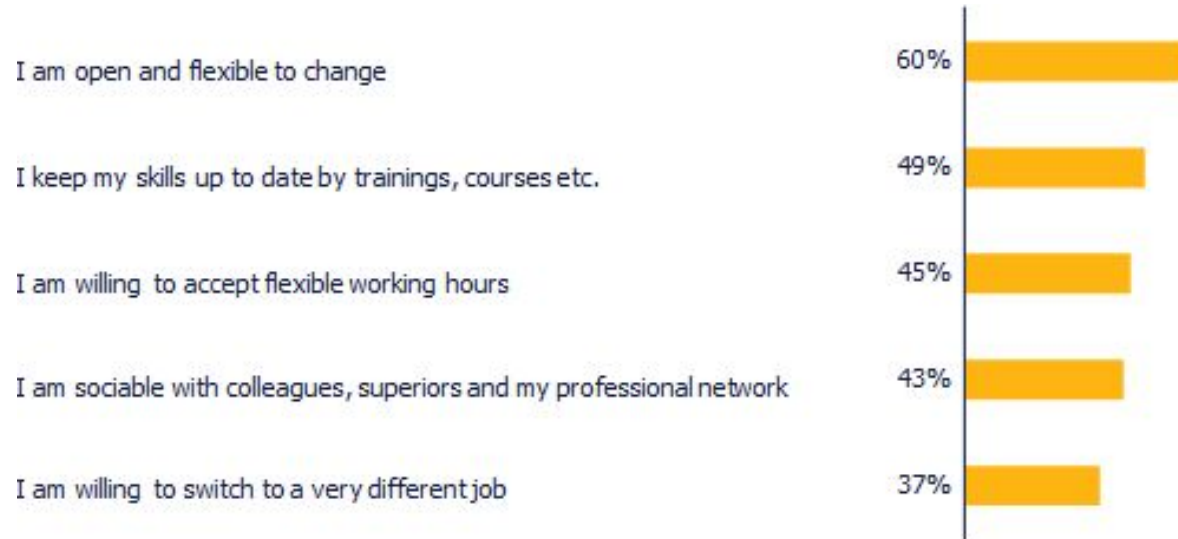 I am open and flexible to change 60%
I keep my skills up to date by trainings, courses etc. 49%
I am willing to accept flexible working hours 45%
I am sociable with colleagues, superiors and my professional network 43%
I am willing to switch to a very different job 37%